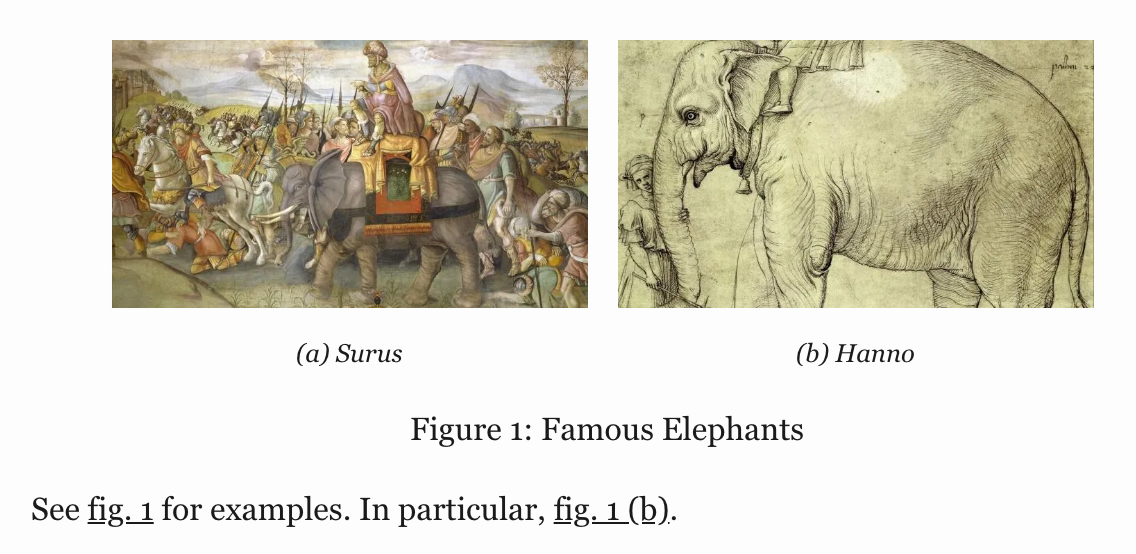 (a) Surus
(b) Hanno
Figure 1: Famous Elephants
See fig. 1 for examples. In particular, fig. 1 (b).